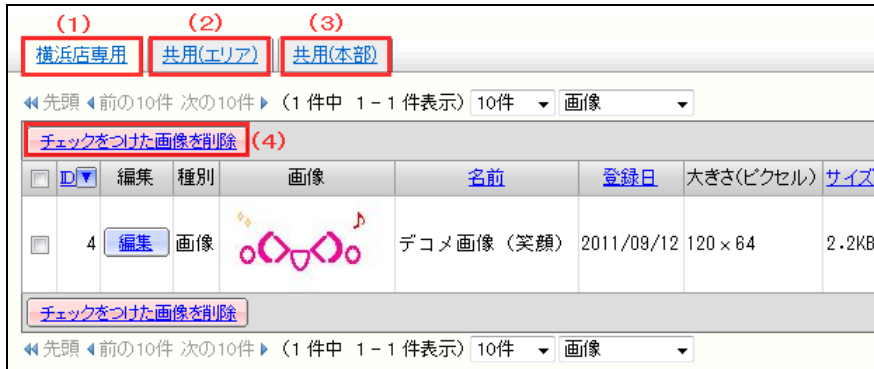 (1) (2) (3)
横浜店専用 共用(エリア) 共用(本部)
先頭 前の10件 次の10件 (1 件中 1 - 1 件表示) 10件 画像
チェックをつけた画像を削除 (4)
ID 編集 種別 画像 名前 登録日 大きさ(ピクセル) サイズ
4 編集 画像 デコメ画像 (笑顔) 2011/09/12 120 × 64 2.2KB
チェックをつけた画像を削除
先頭 前の10件 次の10件 (1 件中 1 - 1 件表示) 10件 画像